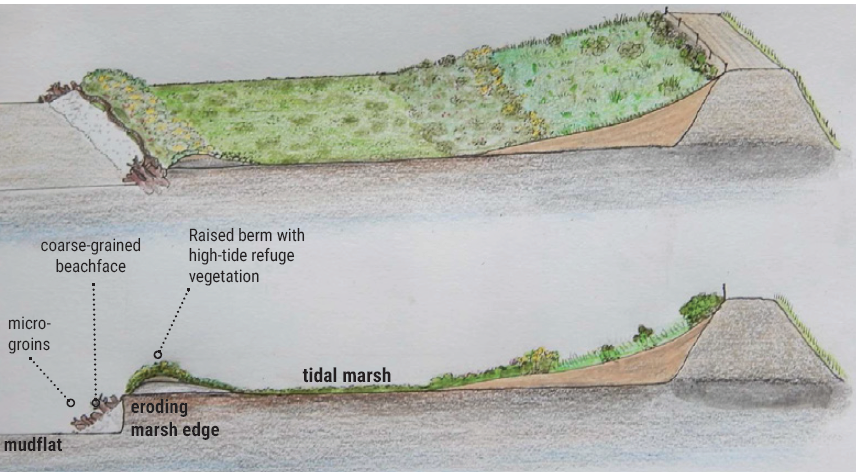 Raised berm with
high-tide refuge
vegetation
coarse-grained
beachface
micro-
groins
tidal marsh
eroding
marsh edge
mudflat